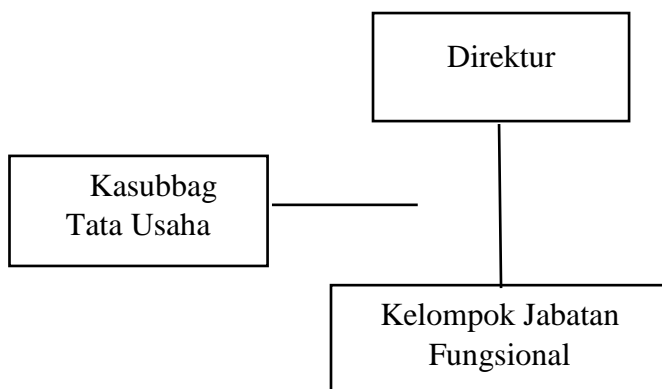 Direktur
Kasubbag
Tata Usaha
Kelompok Jabatan
Fungsional